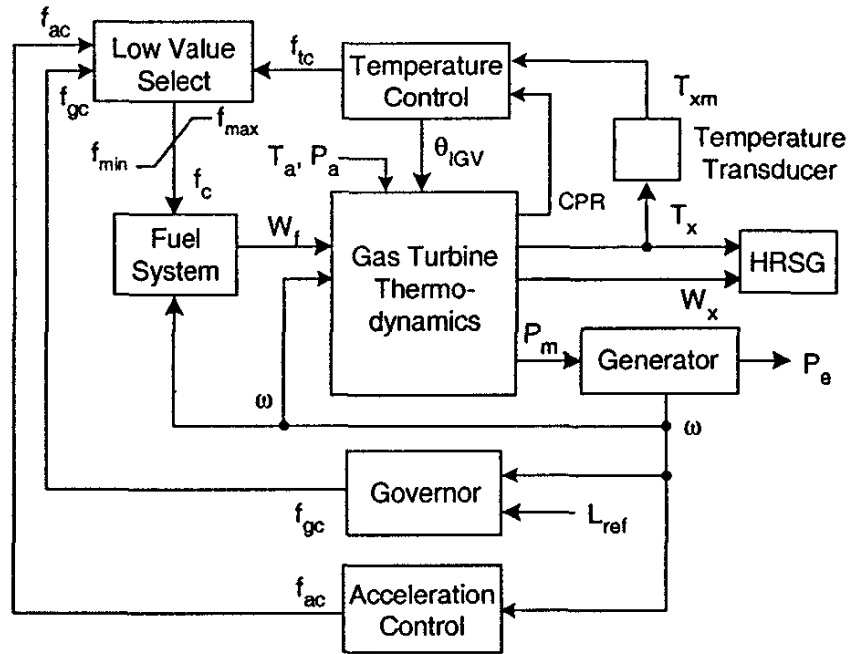 f_ac
Low Value
Select
f_tc
Temperature
Control
T_xm
f_gc
f_max
f_min
θ_IGV
Temperature
Transducer
T_a, P_a
f_c
CPR
T_x
Fuel
System
W_f
Gas Turbine
Thermo-
dynamics
HRSG
W_x
P_m
Generator
P_e
ω
ω
Governor
f_gc
L_ref
f_ac
Acceleration
Control